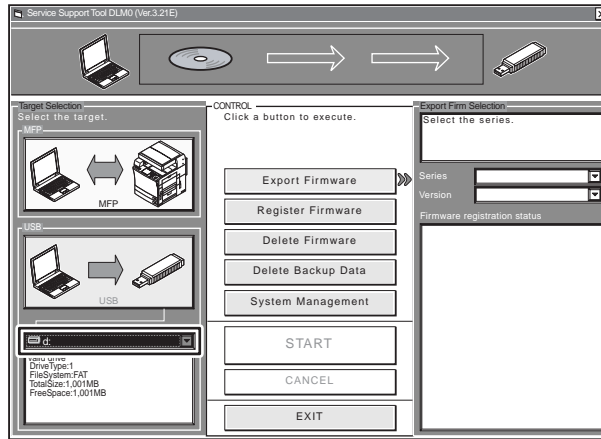 Service Support Tool DLM0 (Ver.3.21E)
Target Selection
Select the target.
MFP
MFP
USB
USB
d:
valid drive
DriveType:1
FileSystem:FAT
TotalSize:1,001MB
FreeSpace:1,001MB
CONTROL
Click a button to execute.
Export Firmware
Register Firmware
Delete Firmware
Delete Backup Data
System Management
START
CANCEL
EXIT
Export Firm Selection
Select the series.
Series
Version
Firmware registration status